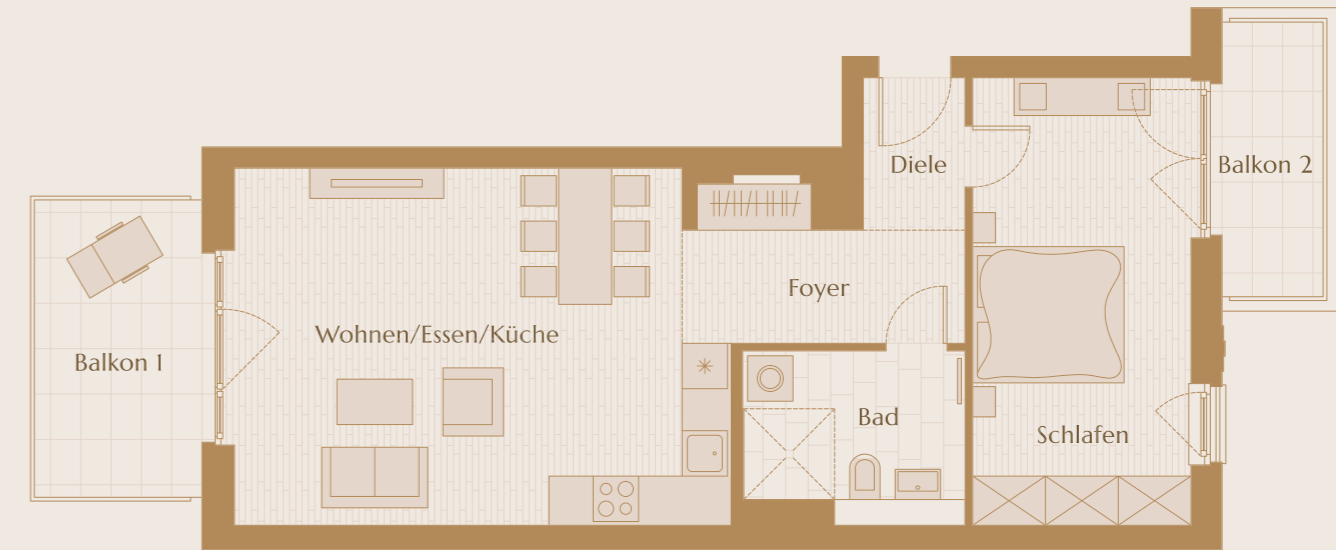 Diele
Balkon 2
Foyer
Wohnen/Essen/Küche
Balkon 1
Bad
Schlafen